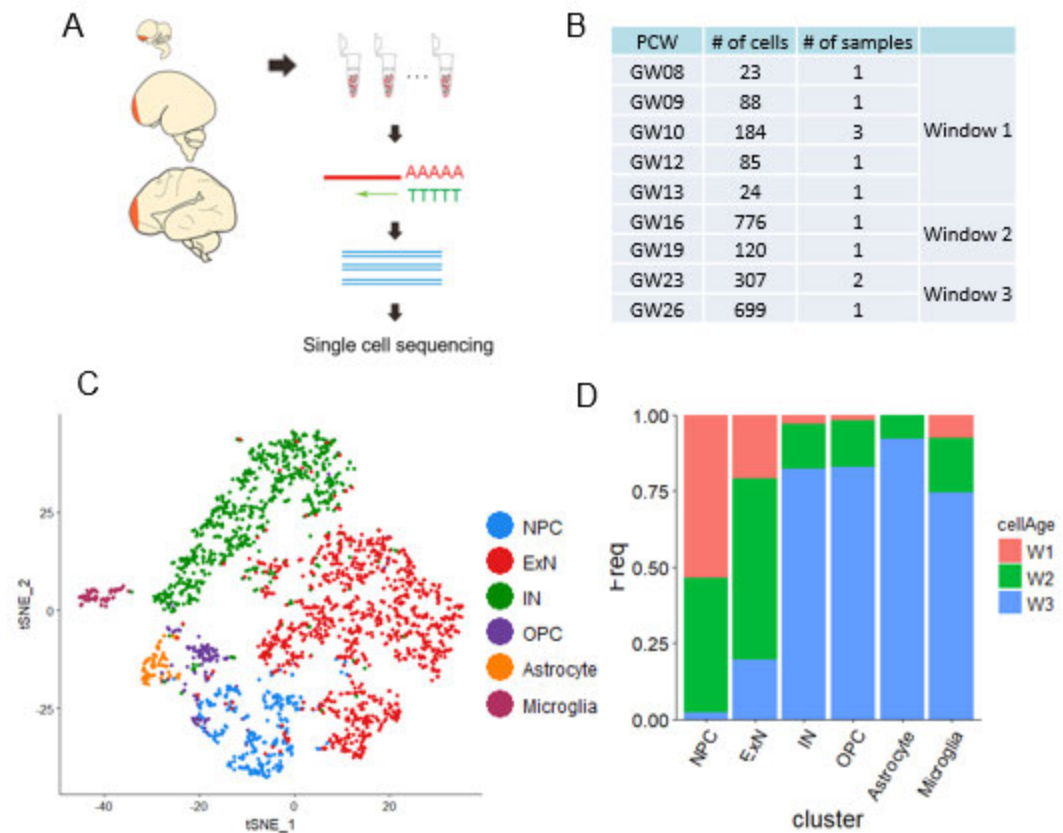 A
AAAAA
TTTTT
Single cell sequencing
B
PCW # of cells # of samples
GW08 23 1
GW09 88 1
GW10 184 3
GW12 85 1
GW13 24 1
Window 1
GW16 776 1
GW19 120 1
Window 2
GW23 307 2
GW26 699 1
Window 3
C
tSNE_2
25
0
-25
-40 -20 0 20
tSNE_1
NPC
ExN
IN
OPC
Astrocyte
Microglia
D
Freq
1.00
0.75
0.50
0.25
0.00
NPC ExN IN OPC Astrocyte Microglia
cluster
cellAge
W1
W2
W3